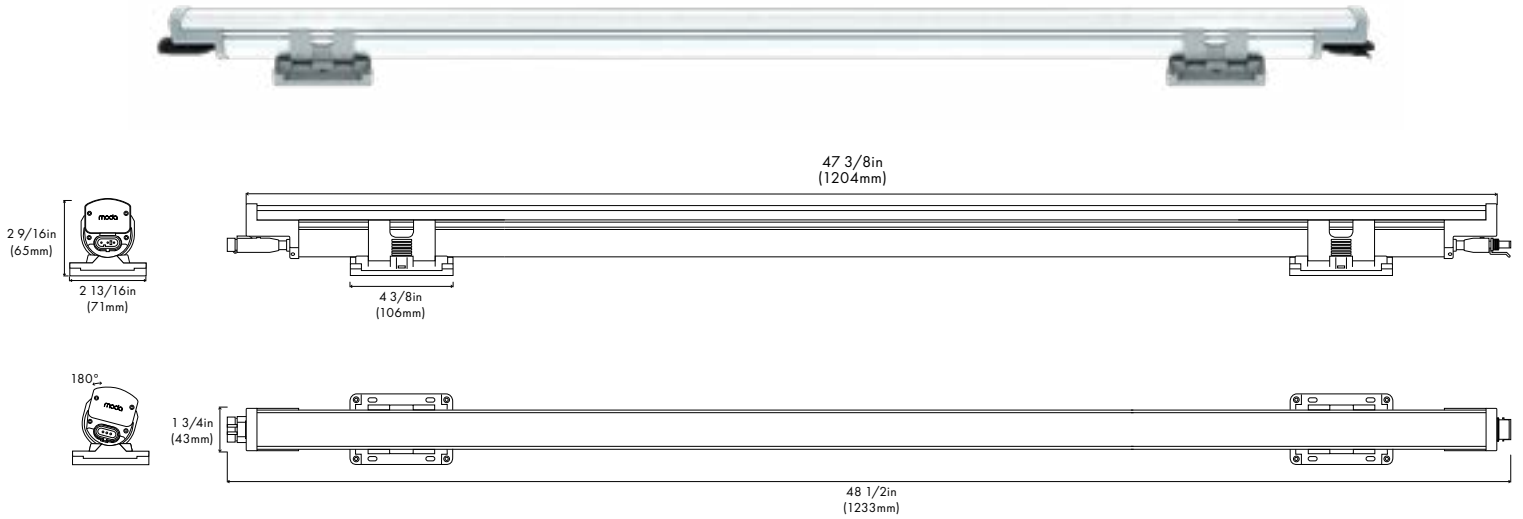 47 3/8in
(1204mm)
moda
2 9/16in
(65mm)
2 13/16in
(71mm)
4 3/8in
(106mm)
180°
moda
1 3/4in
(43mm)
48 1/2in
(1233mm)